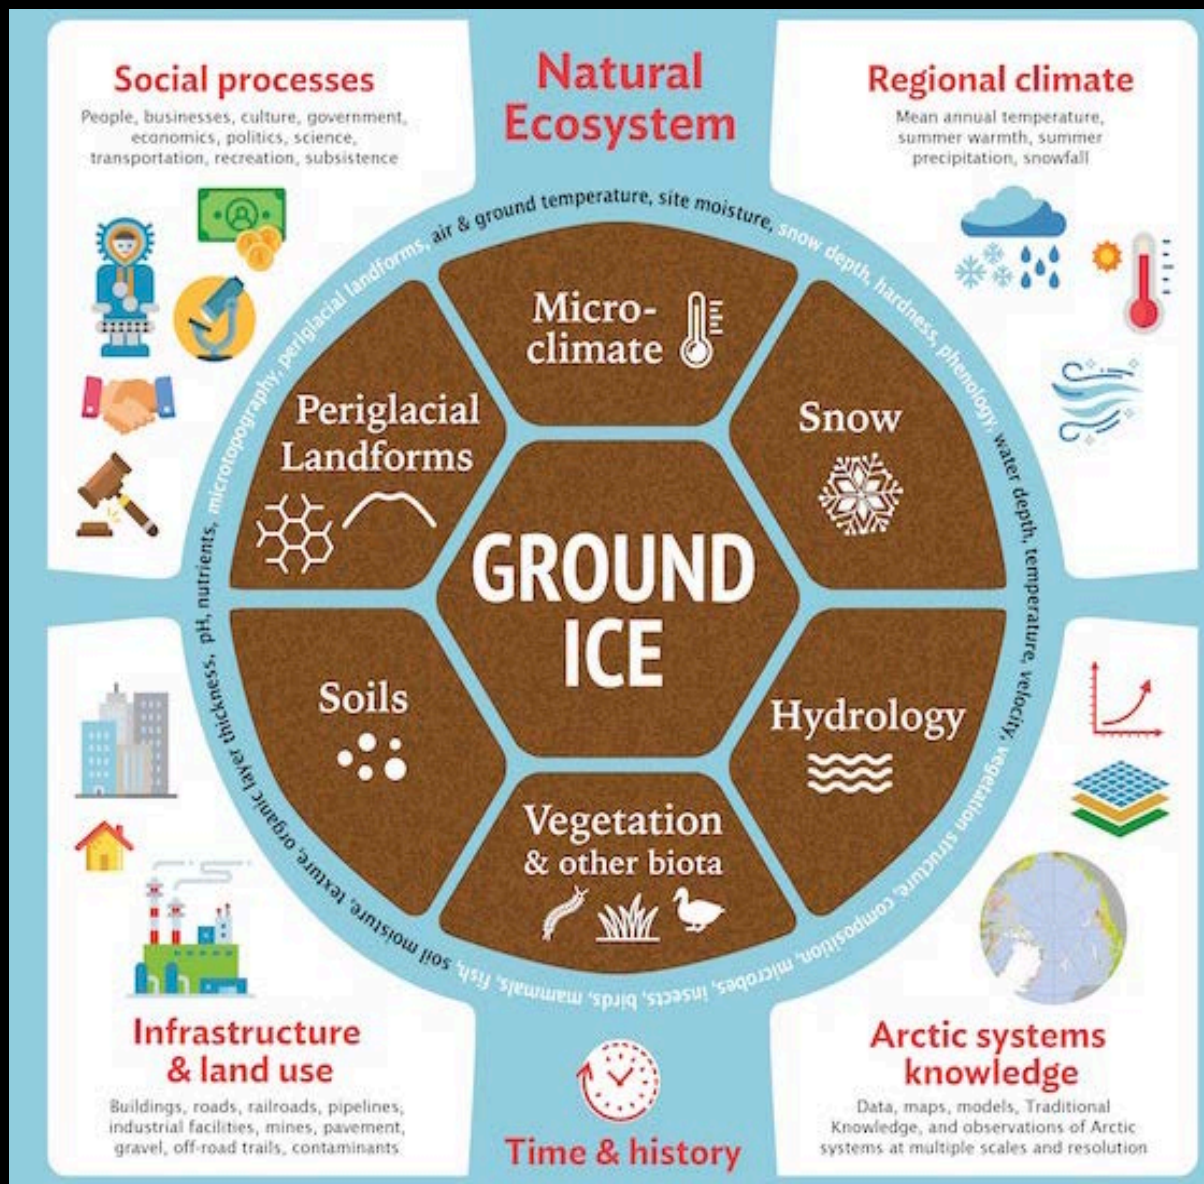 Social processes
People, businesses, culture, government,
economics, politics, science,
transportation, recreation, subsistence
Natural
Ecosystem
Regional climate
Mean annual temperature,
summer warmth, summer
precipitation, snowfall
microtopography, periglacial landforms, air & ground temperature, site moisture, snow depth, hardness, phenology, water depth, temperature, velocity, vegetation structure, composition, microbes, insects, birds, mammals, fish, soil moisture, texture, organic layer thickness, pH, nutrients,
Micro-
climate
Periglacial
Landforms
Snow
GROUND
ICE
Soils
Hydrology
Vegetation
& other biota
Infrastructure
& land use
Buildings, roads, railroads, pipelines,
industrial facilities, mines, pavement,
gravel, off-road trails, contaminants
Time & history
Arctic systems
knowledge
Data, maps, models, Traditional
Knowledge, and observations of Arctic
systems at multiple scales and resolution